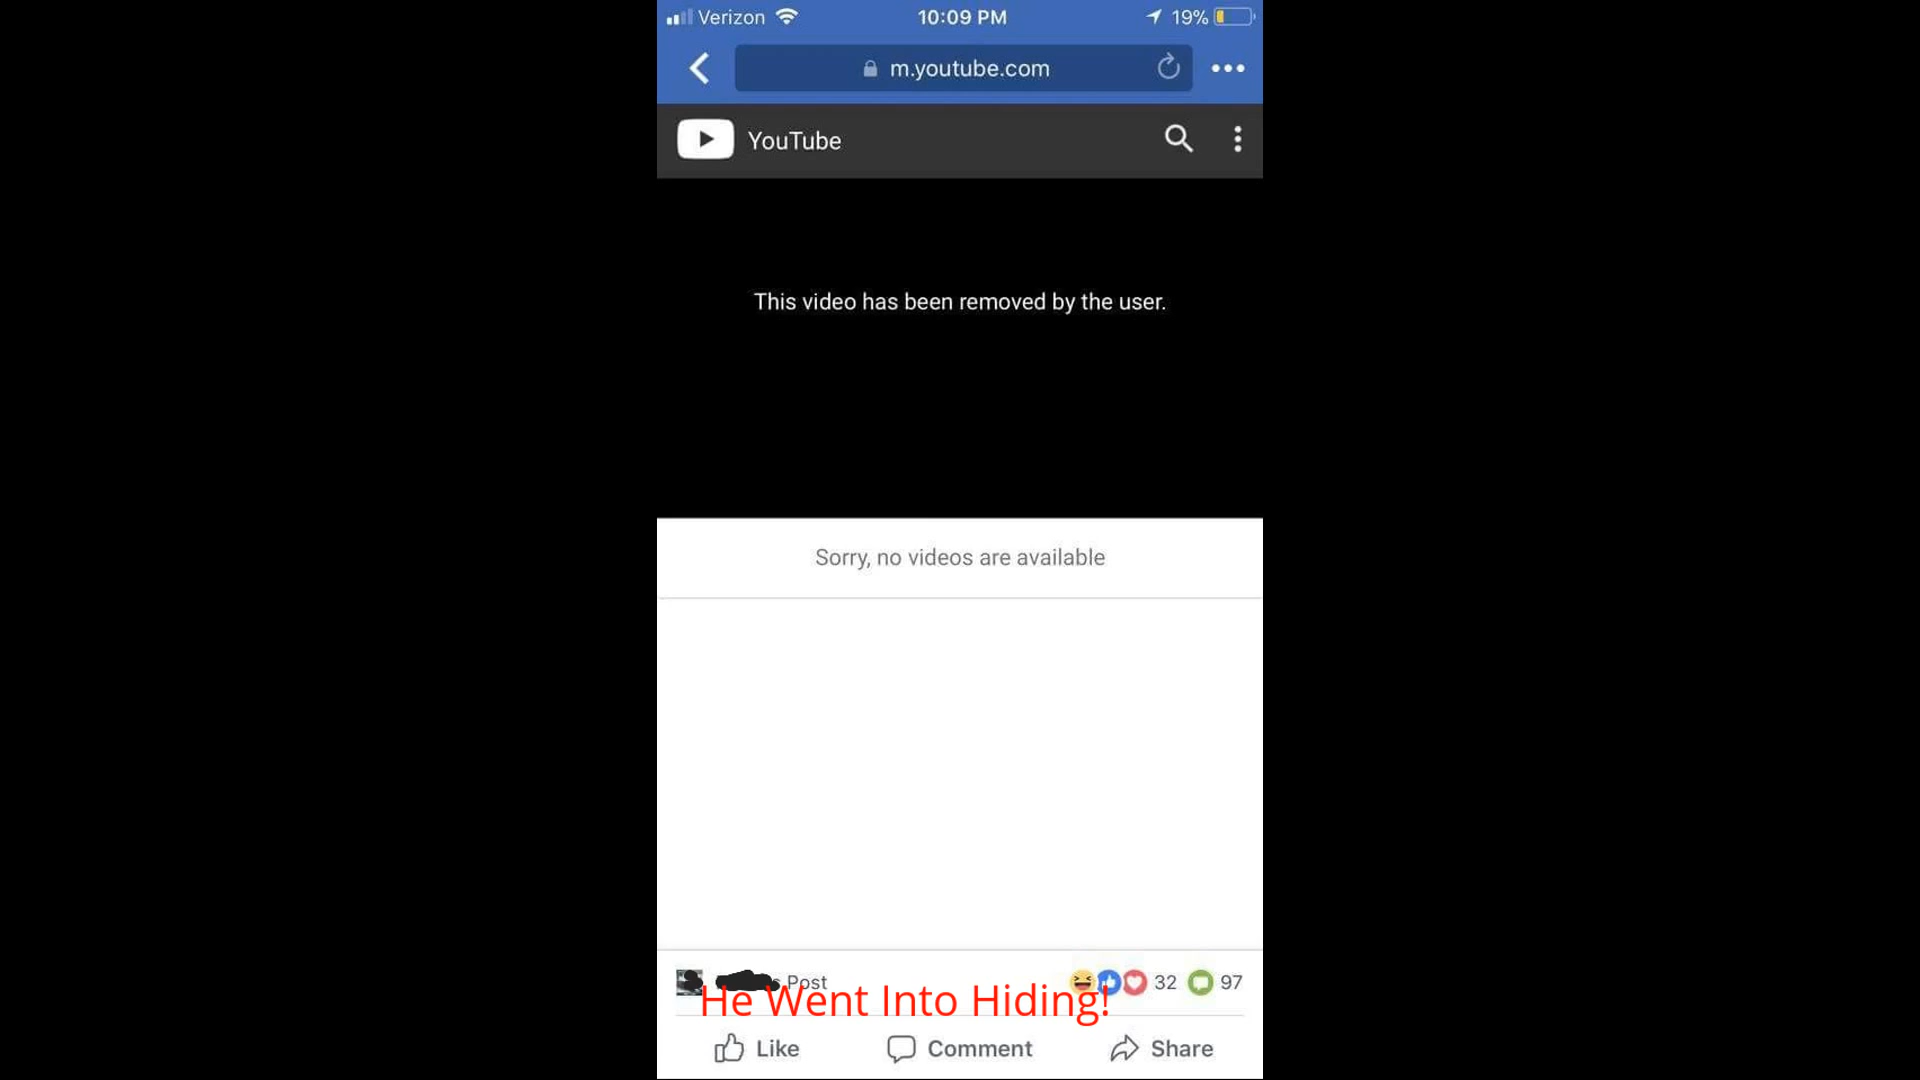 Verizon 10:09 PM 19%
m.youtube.com
YouTube
This video has been removed by the user.
Sorry, no videos are available
Post 32 97
He Went Into Hiding!
Like Comment Share